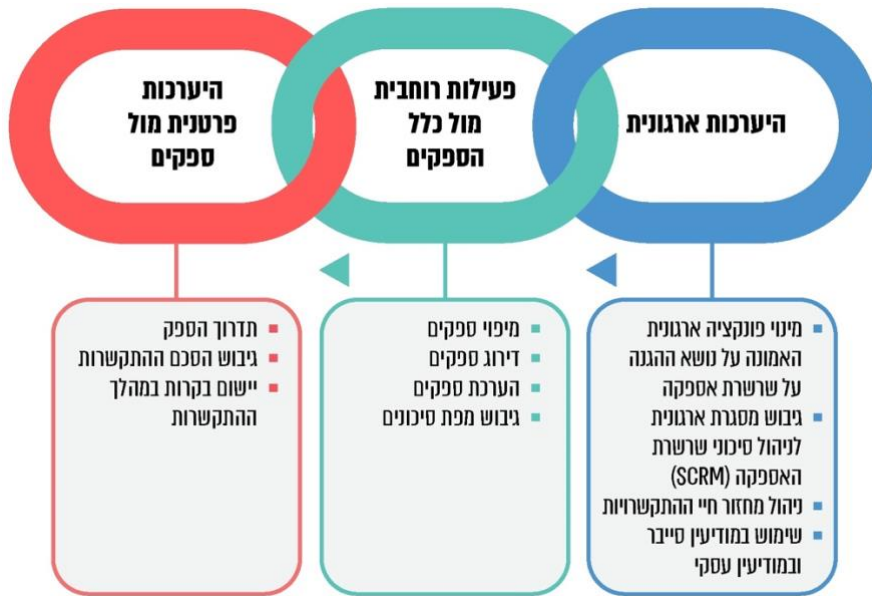 היערכות ארגונית
פעילות רוחבית
מול כלל
הספקים
היערכות
פרטנית מול
ספקים
▪ מינוי פונקציה ארגונית
האמונה על נושא ההגנה
על שרשרת אספקה
▪ גיבוש מסגרת ארגונית
לניהול סיכוני שרשרת
האספקה (SCRM)
▪ ניהול מחזור חיי ההתקשרויות
▪ שימוש במודיעין סייבר
ובמודיעין עסקי
▪ מיפוי ספקים
▪ דירוג ספקים
▪ הערכת ספקים
▪ גיבוש מפת סיכונים
▪ תדרוך הספק
▪ גיבוש הסכם ההתקשרות
▪ יישום בקרות במהלך
ההתקשרות